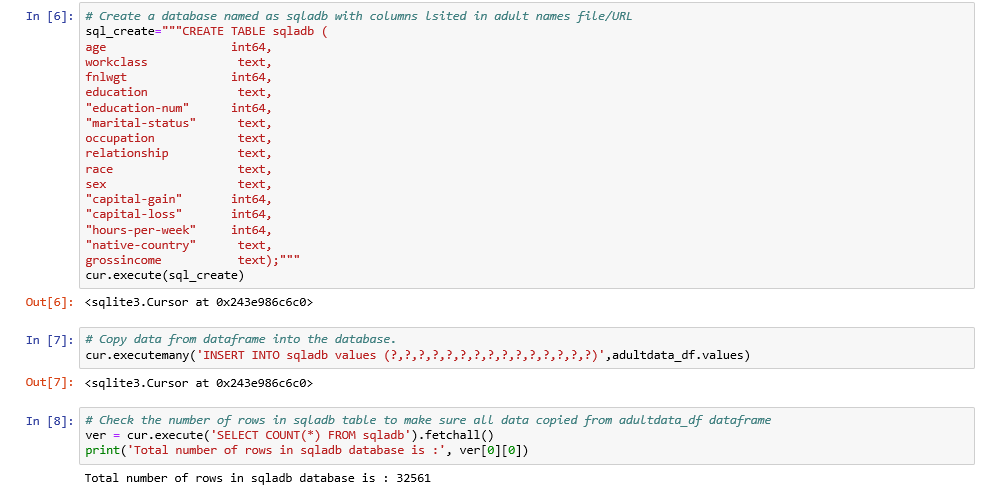 In [6]: # Create a database named as sqladb with columns lsited in adult names file/URL
sql_create="""CREATE TABLE sqladb (
age int64,
workclass text,
fnlwgt int64,
education text,
"education-num" int64,
"marital-status" text,
occupation text,
relationship text,
race text,
sex text,
"capital-gain" int64,
"capital-loss" int64,
"hours-per-week" int64,
"native-country" text,
grossincome text);"""
cur.execute(sql_create)
Out[6]: <sqlite3.Cursor at 0x243e986c6c0>
In [7]: # Copy data from dataframe into the database.
cur.executemany('INSERT INTO sqladb values (?,?,?,?,?,?,?,?,?,?,?,?,?,?,?)',adultdata_df.values)
Out[7]: <sqlite3.Cursor at 0x243e986c6c0>
In [8]: # Check the number of rows in sqladb table to make sure all data copied from adultdata_df dataframe
ver = cur.execute('SELECT COUNT(*) FROM sqladb').fetchall()
print('Total number of rows in sqladb database is :', ver[0][0])
Total number of rows in sqladb database is : 32561